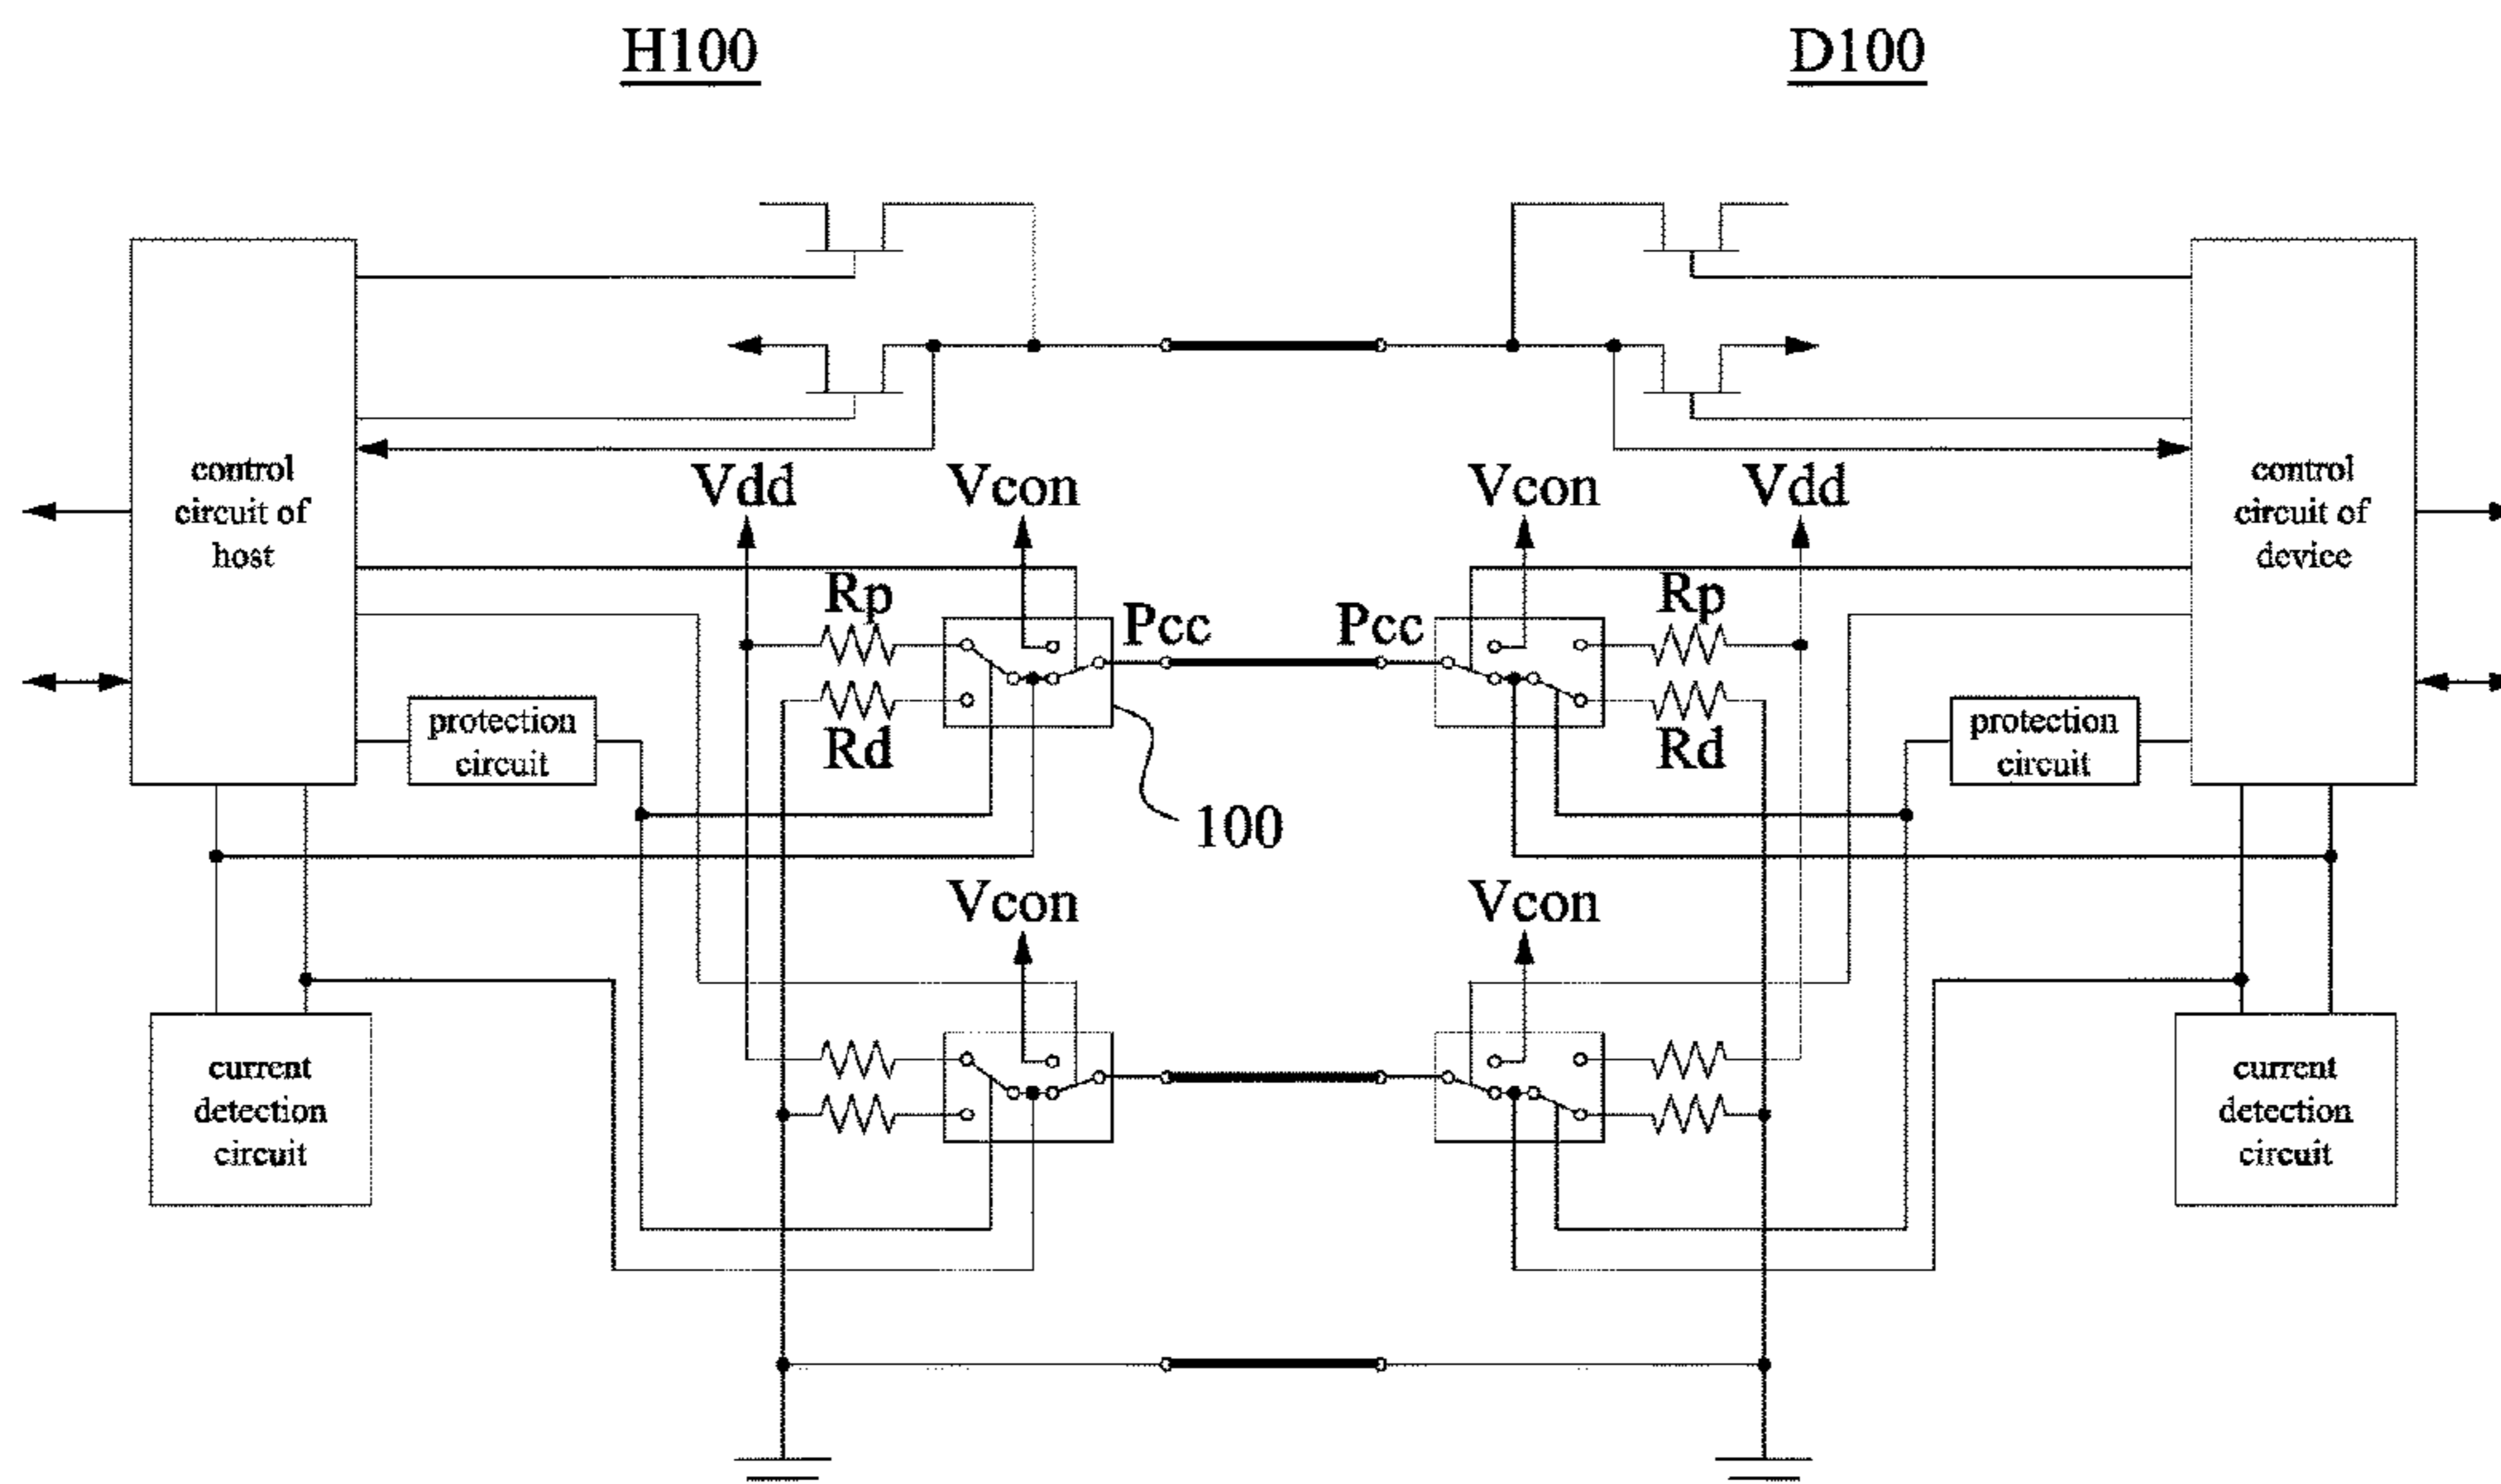 H100
D100
control
circuit of
host
control
circuit of
device
Vdd
Vcon
Vcon
Vdd
Rp
Pcc
Pcc
Rp
Rd
Rd
protection
circuit
protection
circuit
100
Vcon
Vcon
current
detection
circuit
current
detection
circuit